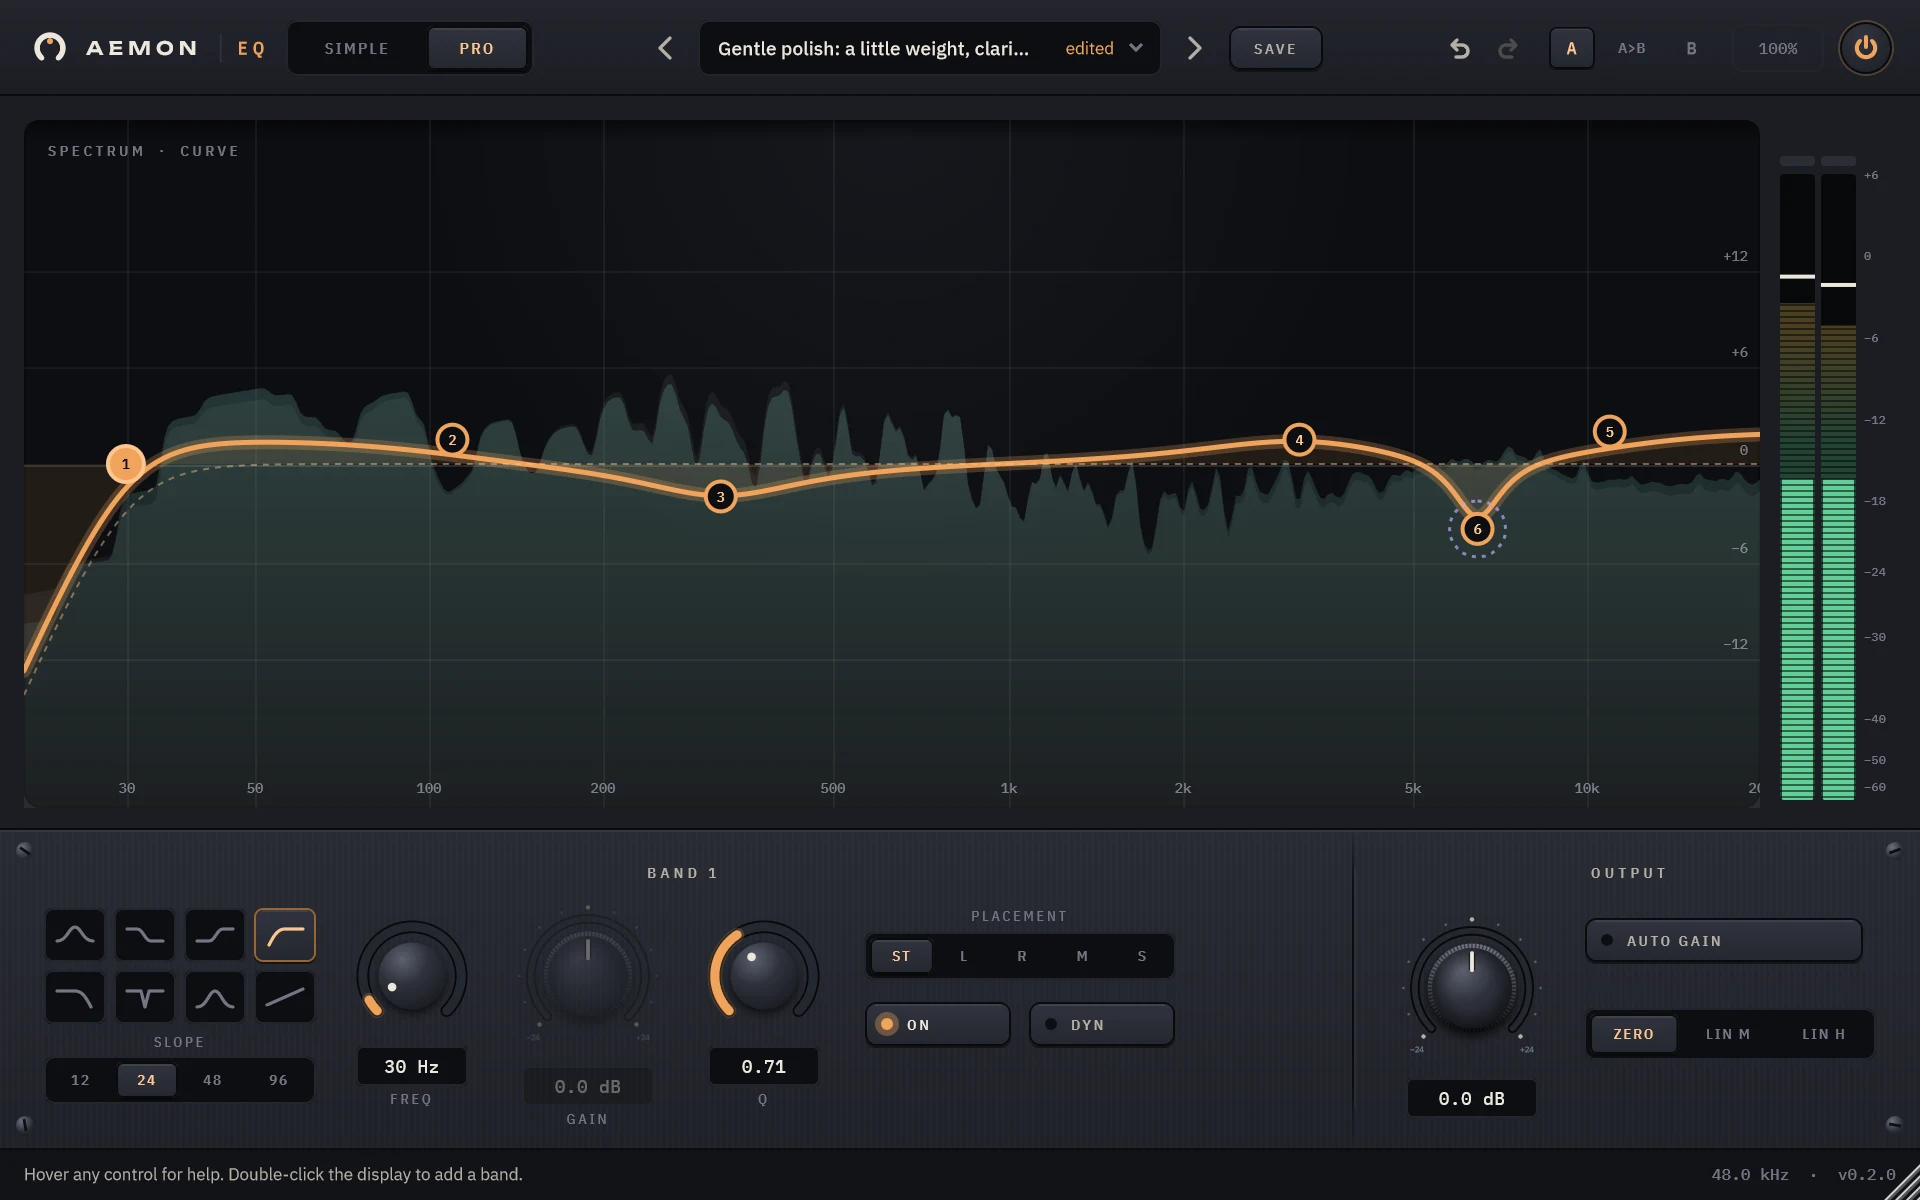 AEMON EQ SIMPLE PRO Gentle polish: a little weight, clari... edited SAVE A A>B B 100%
SPECTRUM · CURVE
+12
+6
0
−6
−12
1
2
3
4
5
6
30 50 100 200 500 1k 2k 5k 10k
+6
0
−6
−12
−18
−24
−30
−40
−50
−60
BAND 1
SLOPE
12 24 48 96
30 Hz
FREQ
−24 +24
0.0 dB
GAIN
0.71
Q
PLACEMENT
ST L R M S
ON DYN
OUTPUT
−24 +24
0.0 dB
AUTO GAIN
ZERO LIN M LIN H
Hover any control for help. Double-click the display to add a band.
48.0 kHz · v0.2.0